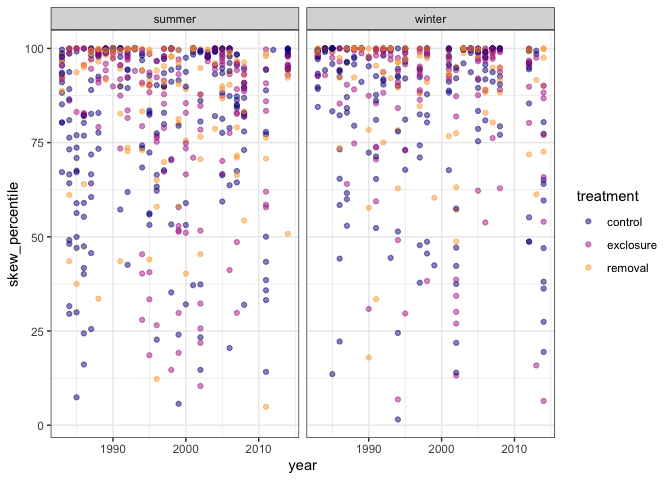 summer
winter
skew_percentile
100
75
50
25
0
1990
2000
2010
1990
2000
2010
year
treatment
control
exclosure
removal